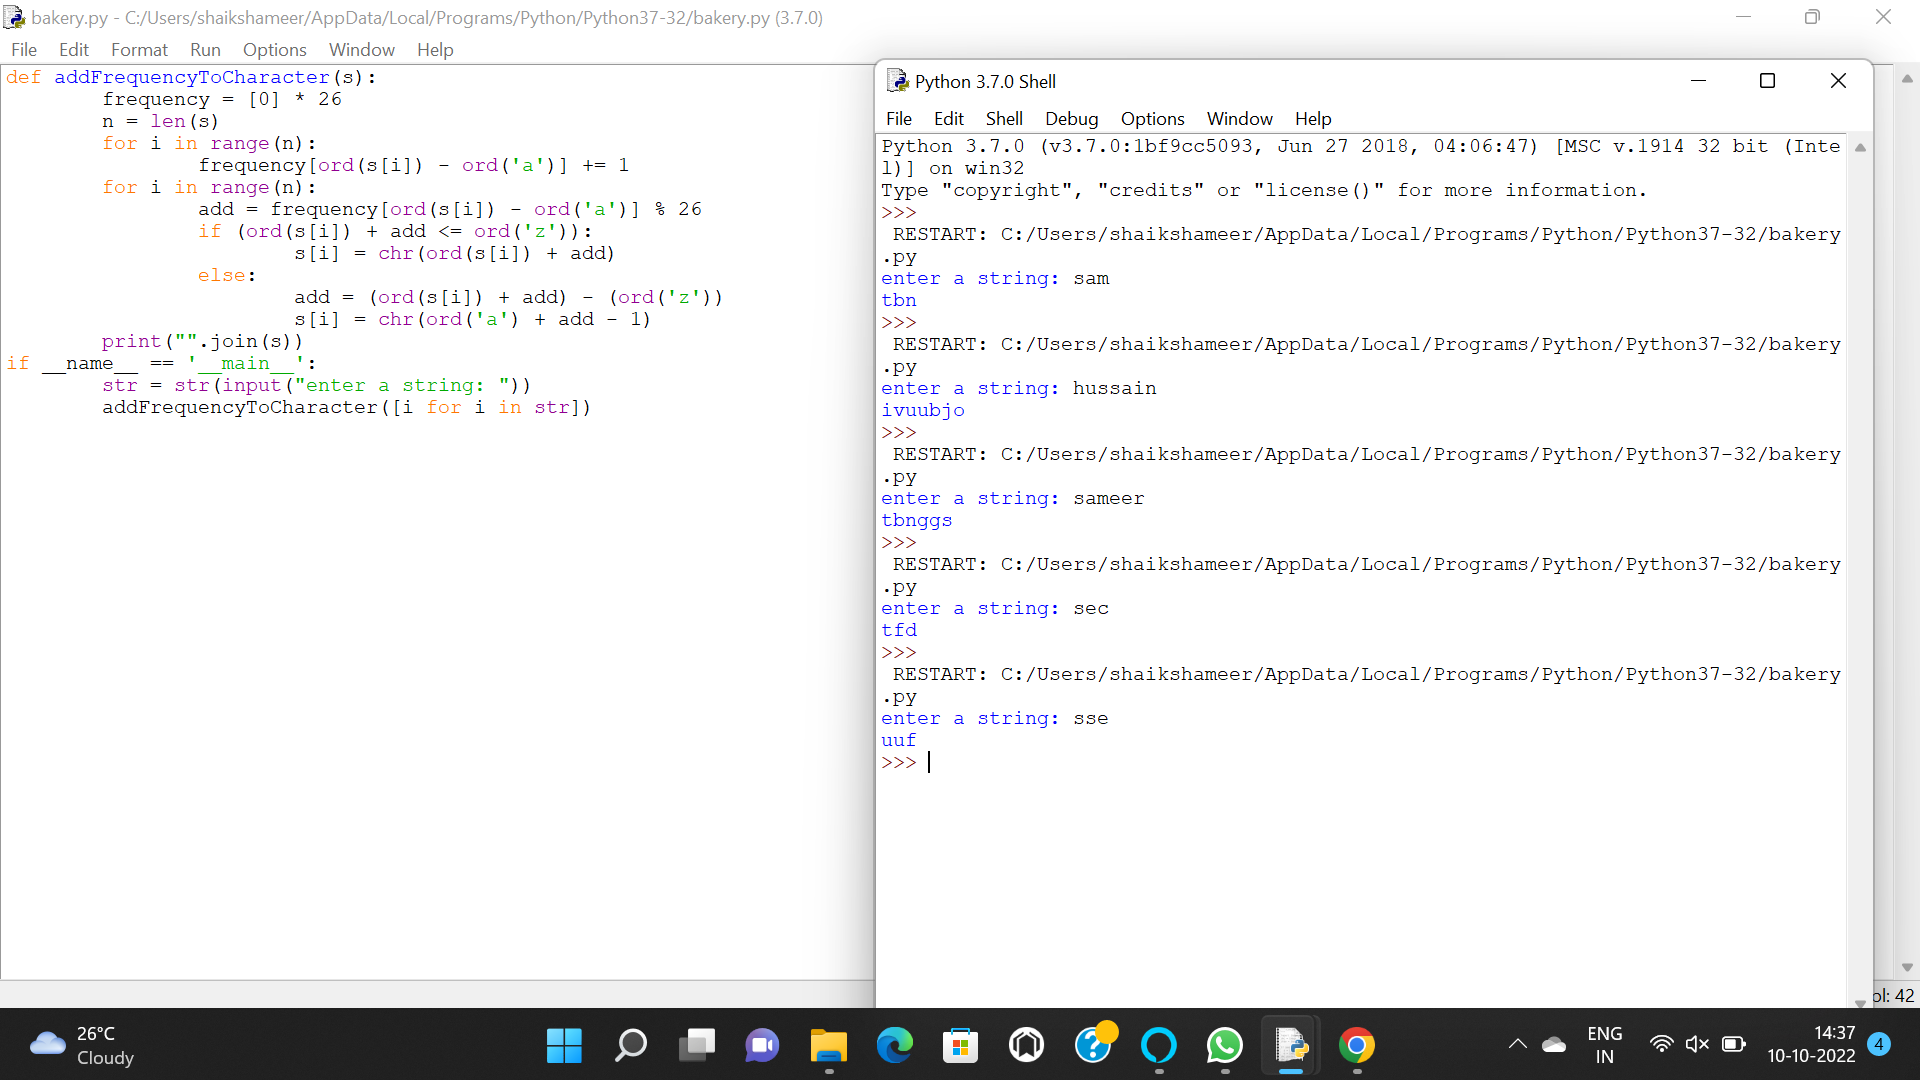 bakery.py - C:/Users/shaikshameer/AppData/Local/Programs/Python/Python37-32/bakery.py (3.7.0)
File Edit Format Run Options Window Help
def addFrequencyToCharacter(s):
        frequency = [0] * 26
        n = len(s)
        for i in range(n):
                frequency[ord(s[i]) - ord('a')] += 1
        for i in range(n):
                add = frequency[ord(s[i]) - ord('a')] % 26
                if (ord(s[i]) + add <= ord('z')):
                        s[i] = chr(ord(s[i]) + add)
                else:
                        add = (ord(s[i]) + add) - (ord('z'))
                        s[i] = chr(ord('a') + add - 1)
        print("".join(s))
if __name__ == '__main__':
        str = str(input("enter a string: "))
        addFrequencyToCharacter([i for i in str])
Python 3.7.0 Shell
File Edit Shell Debug Options Window Help
Python 3.7.0 (v3.7.0:1bf9cc5093, Jun 27 2018, 04:06:47) [MSC v.1914 32 bit (Inte
l)] on win32
Type "copyright", "credits" or "license()" for more information.
>>>
 RESTART: C:/Users/shaikshameer/AppData/Local/Programs/Python/Python37-32/bakery
.py
enter a string: sam
tbn
>>>
 RESTART: C:/Users/shaikshameer/AppData/Local/Programs/Python/Python37-32/bakery
.py
enter a string: hussain
ivuubjo
>>>
 RESTART: C:/Users/shaikshameer/AppData/Local/Programs/Python/Python37-32/bakery
.py
enter a string: sameer
tbnggs
>>>
 RESTART: C:/Users/shaikshameer/AppData/Local/Programs/Python/Python37-32/bakery
.py
enter a string: sec
tfd
>>>
 RESTART: C:/Users/shaikshameer/AppData/Local/Programs/Python/Python37-32/bakery
.py
enter a string: sse
uuf
>>>
ol: 42
26°C
Cloudy
ENG
IN
14:37
10-10-2022
4